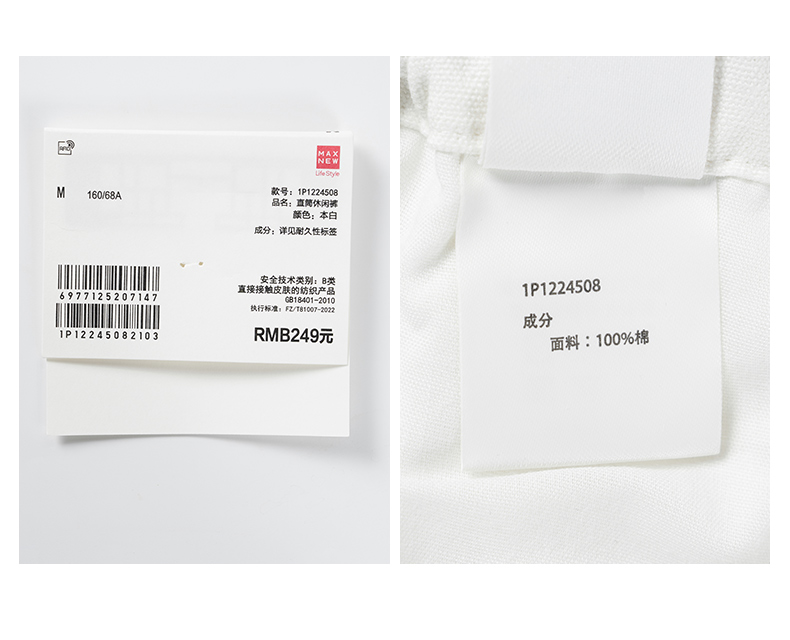 RFID
MAX
NEW
LifeStyle
M 160/68A
款号：1P1224508
品名：直筒休闲裤
颜色：本白
成分：详见耐久性标签
安全技术类别：B类
直接接触皮肤的纺织产品
GB18401-2010
执行标准：FZ/T81007-2022
6977125207147
1P12245082103
RMB249元
1P1224508
成分
面料：100%棉